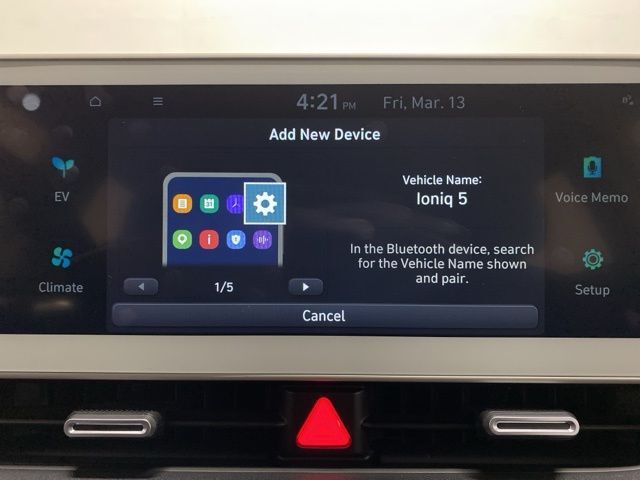 4:21 PM Fri, Mar. 13
Add New Device
EV
Climate
Vehicle Name:
Ioniq 5
In the Bluetooth device, search
for the Vehicle Name shown
and pair.
1/5
Cancel
Voice Memo
Setup